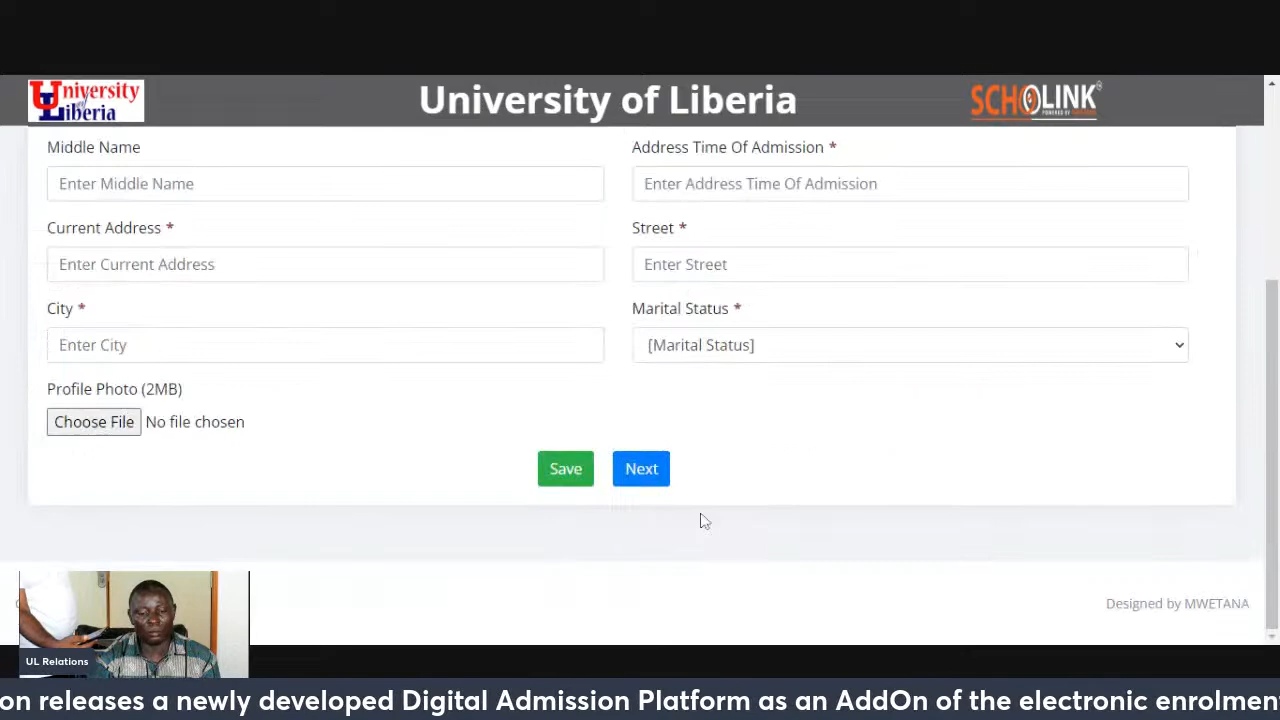 University of Liberia
University of Liberia
SCHOLINK®
Middle Name
Address Time Of Admission *
Enter Middle Name
Enter Address Time Of Admission
Current Address *
Street *
Enter Current Address
Enter Street
City *
Marital Status *
Enter City
[Marital Status]
Profile Photo (2MB)
Choose File No file chosen
Save
Next
Designed by MWETANA
UL Relations
on releases a newly developed Digital Admission Platform as an AddOn of the electronic enrolmen